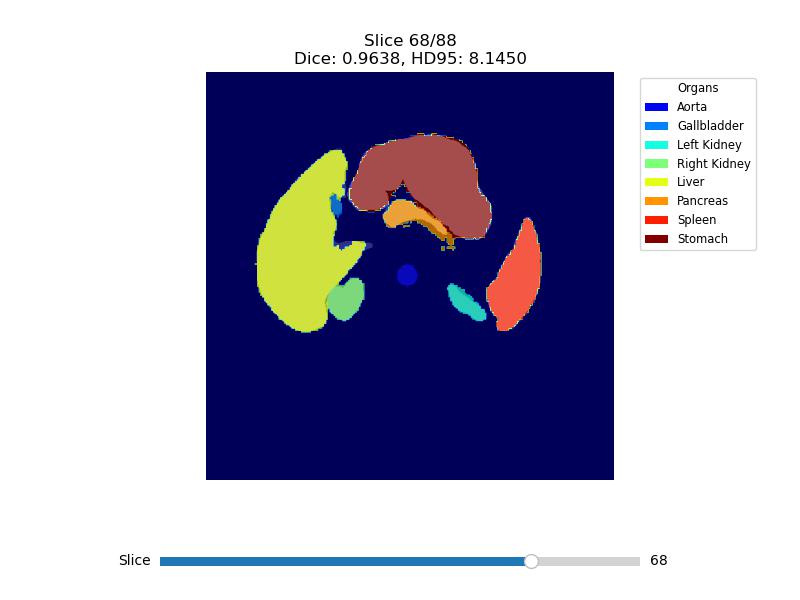 Slice 68/88
Dice: 0.9638, HD95: 8.1450
Organs
Aorta
Gallbladder
Left Kidney
Right Kidney
Liver
Pancreas
Spleen
Stomach
Slice 68